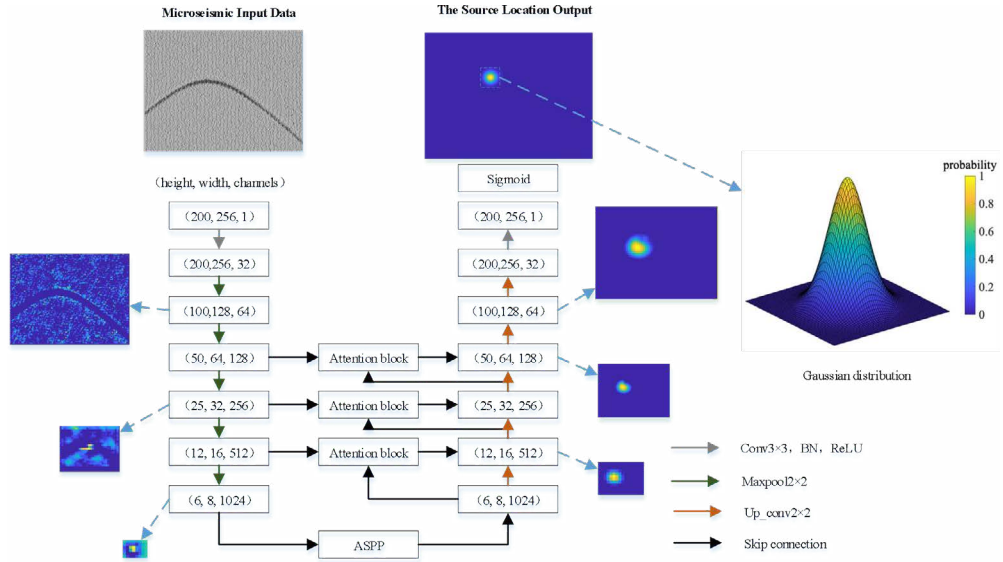 Microseismic Input Data
The Source Location Output
(height, width, channels)
(200, 256, 1)
(200,256, 32)
(100,128, 64)
(50, 64, 128)
(25, 32, 256)
(12, 16, 512)
(6, 8, 1024)
Attention block
Attention block
Attention block
ASPP
Sigmoid
(200, 256, 1)
(200,256, 32)
(100,128, 64)
(50, 64, 128)
(25, 32, 256)
(12, 16, 512)
(6, 8, 1024)
probability
1
0.8
0.6
0.4
0.2
0
Gaussian distribution
Conv3×3, BN, ReLU
Maxpool2×2
Up_conv2×2
Skip connection